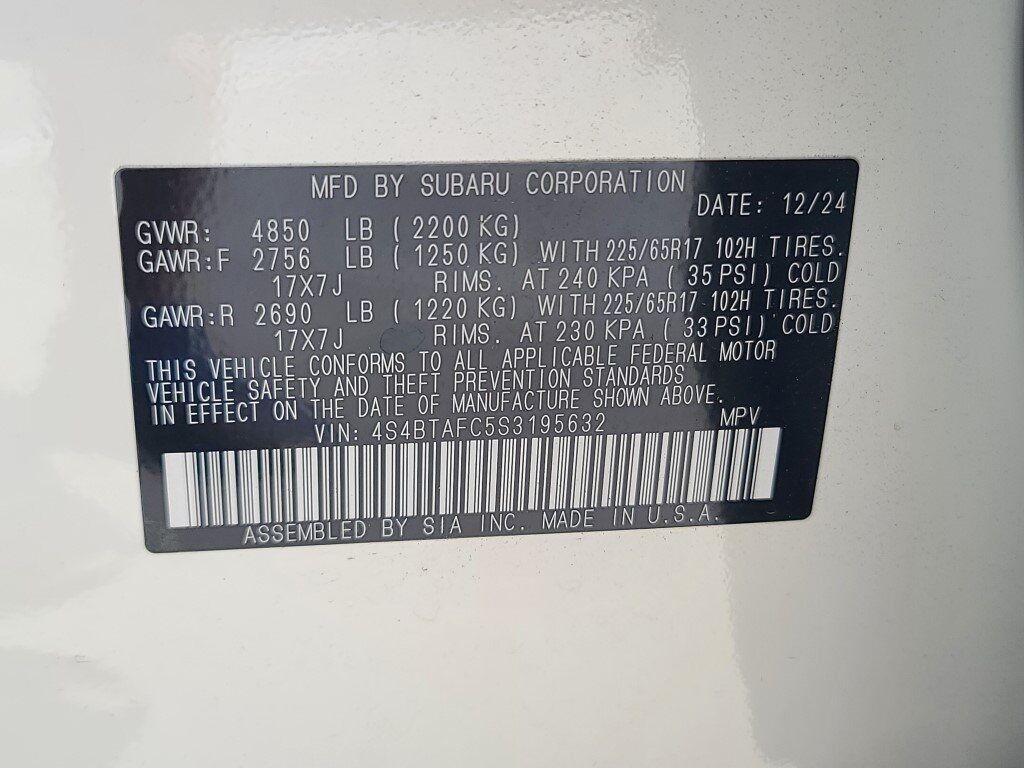 MFD BY SUBARU CORPORATION
DATE: 12/24
GVWR: 4850 LB ( 2200 KG)
GAWR:F 2756 LB ( 1250 KG) WITH 225/65R17 102H TIRES.
17X7J RIMS. AT 240 KPA ( 35 PSI) COLD
GAWR:R 2690 LB ( 1220 KG) WITH 225/65R17 102H TIRES.
17X7J RIMS. AT 230 KPA ( 33 PSI) COLD
THIS VEHICLE CONFORMS TO ALL APPLICABLE FEDERAL MOTOR
VEHICLE SAFETY AND THEFT PREVENTION STANDARDS
IN EFFECT ON THE DATE OF MANUFACTURE SHOWN ABOVE.
VIN: 4S4BTAFC5S3195632 MPV
ASSEMBLED BY SIA INC. MADE IN U.S.A.